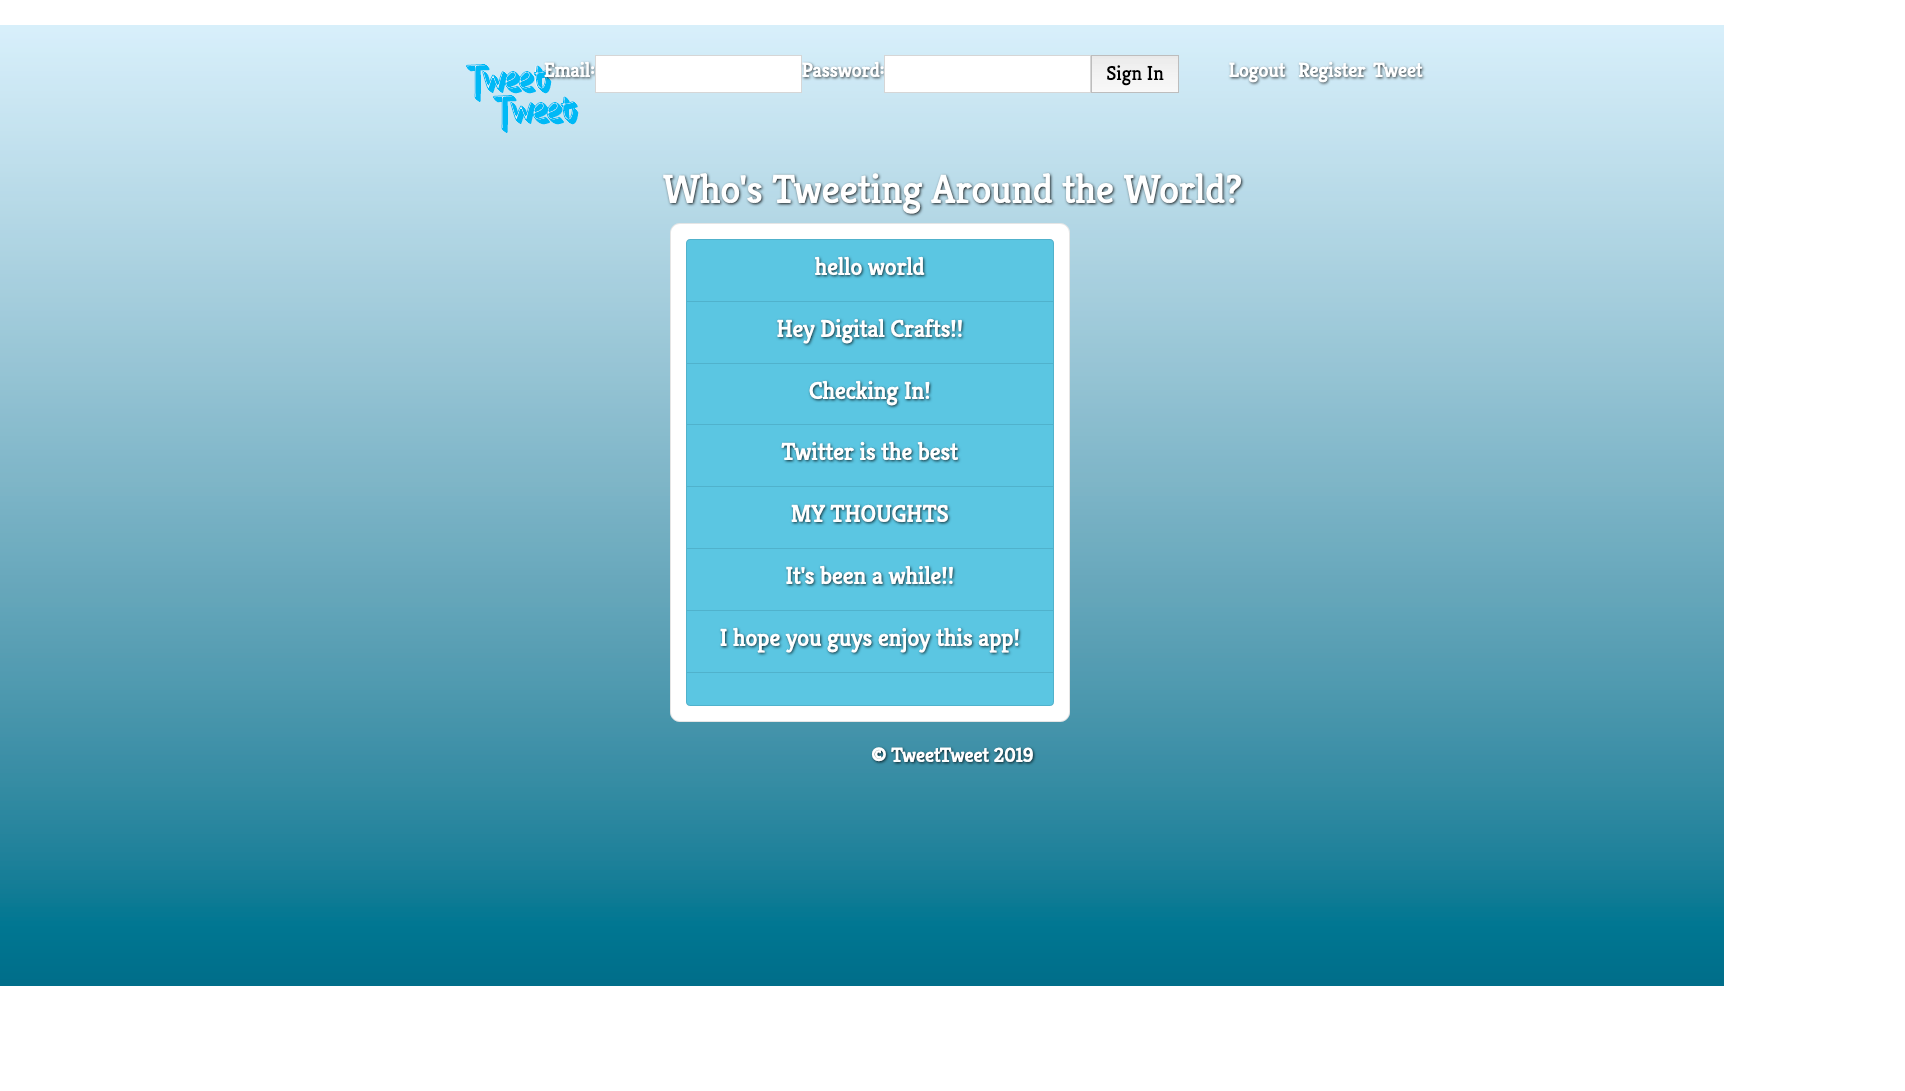 Tweet
Tweet
Email:
Password:
Sign In
Logout Register Tweet
Who's Tweeting Around the World?
hello world
Hey Digital Crafts!!
Checking In!
Twitter is the best
MY THOUGHTS
It's been a while!!
I hope you guys enjoy this app!
© TweetTweet 2019